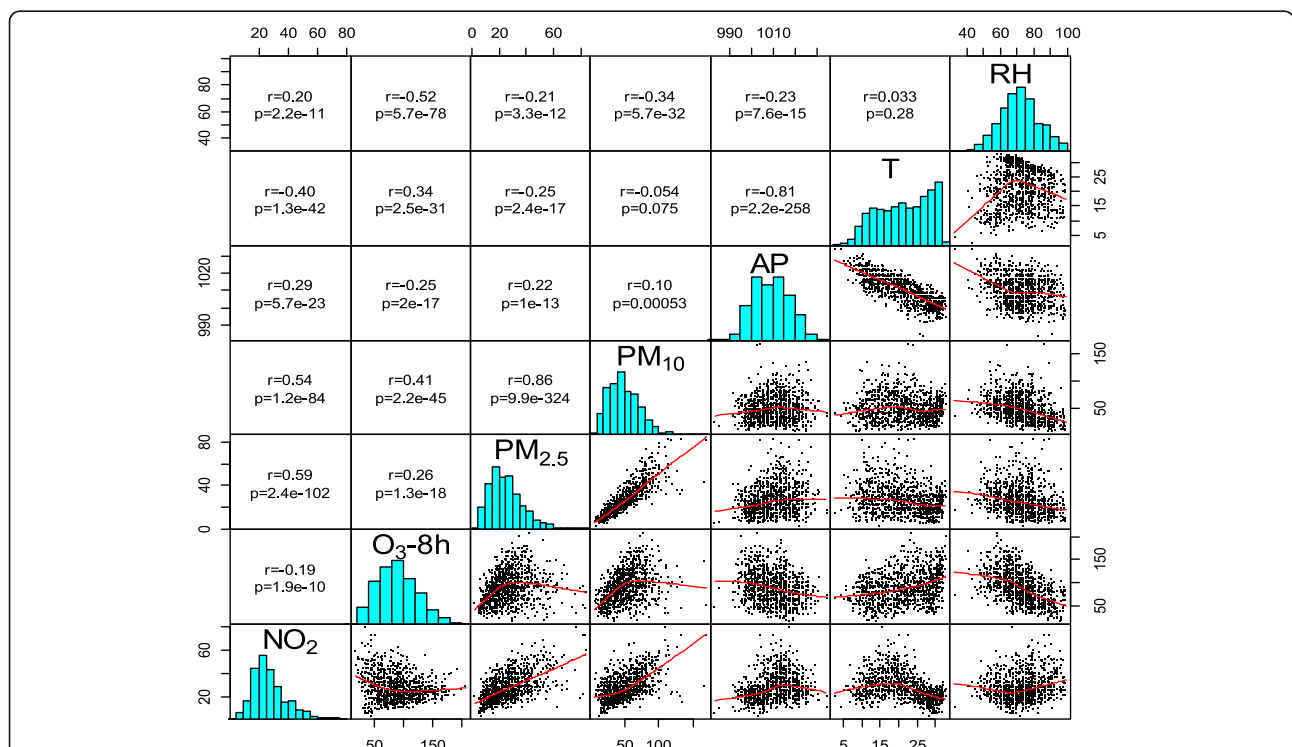 20 40 60 80 0 20 40 60 990 1010 40 60 80 100
RH
r=0.20 r=-0.52 r=-0.21 r=-0.34 r=-0.23 r=0.033
p=2.2e-11 p=5.7e-78 p=3.3e-12 p=5.7e-32 p=7.6e-15 p=0.28
40 60 80
T
r=-0.40 r=0.34 r=-0.25 r=-0.054 r=-0.81
p=1.3e-42 p=2.5e-31 p=2.4e-17 p=0.075 p=2.2e-258
5 15 25
AP
r=0.29 r=-0.25 r=0.22 r=0.10
p=5.7e-23 p=2e-17 p=1e-13 p=0.00053
990 1020
PM10
r=0.54 r=0.41 r=0.86
p=1.2e-84 p=2.2e-45 p=9.9e-324
50 150
PM2.5
r=0.59 r=0.26
p=2.4e-102 p=1.3e-18
0 40 80
O3-8h
r=-0.19
p=1.9e-10
50 100 150
NO2
20 40 60
50 150 50 100 5 15 25